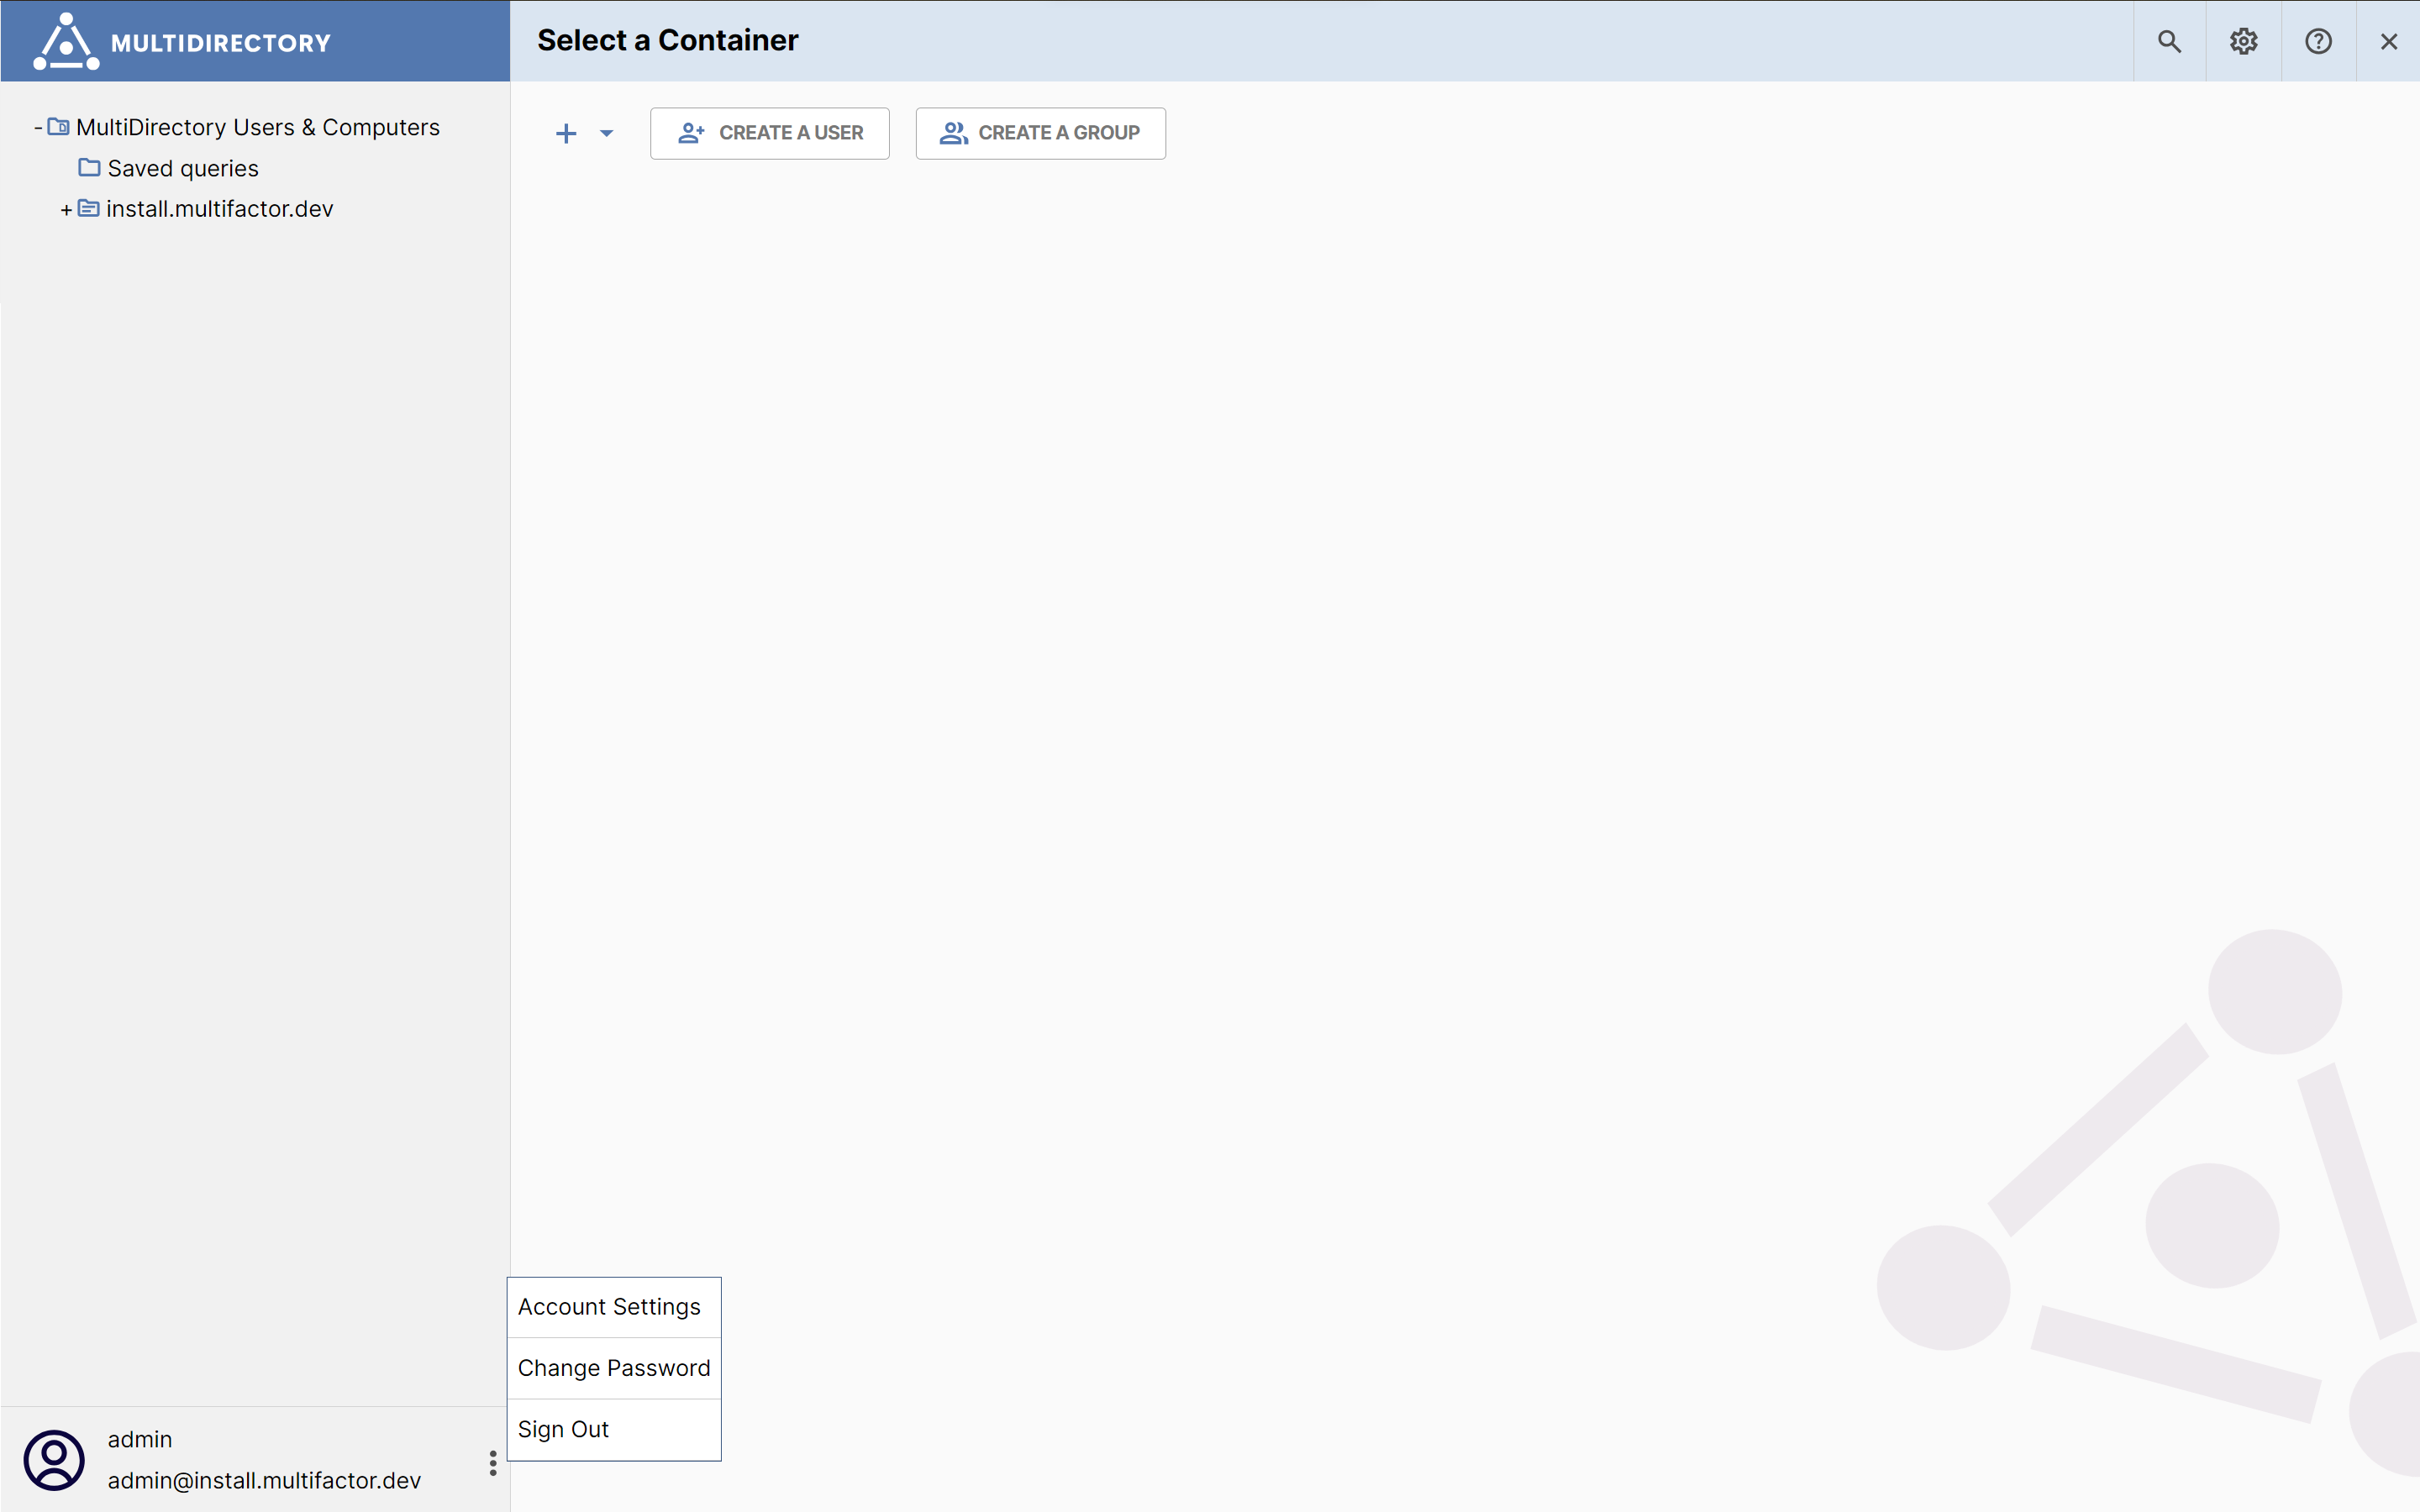 MULTIDIRECTORY
Select a Container
- MultiDirectory Users & Computers
Saved queries
+ install.multifactor.dev
CREATE A USER
CREATE A GROUP
Account Settings
Change Password
Sign Out
admin
admin@install.multifactor.dev